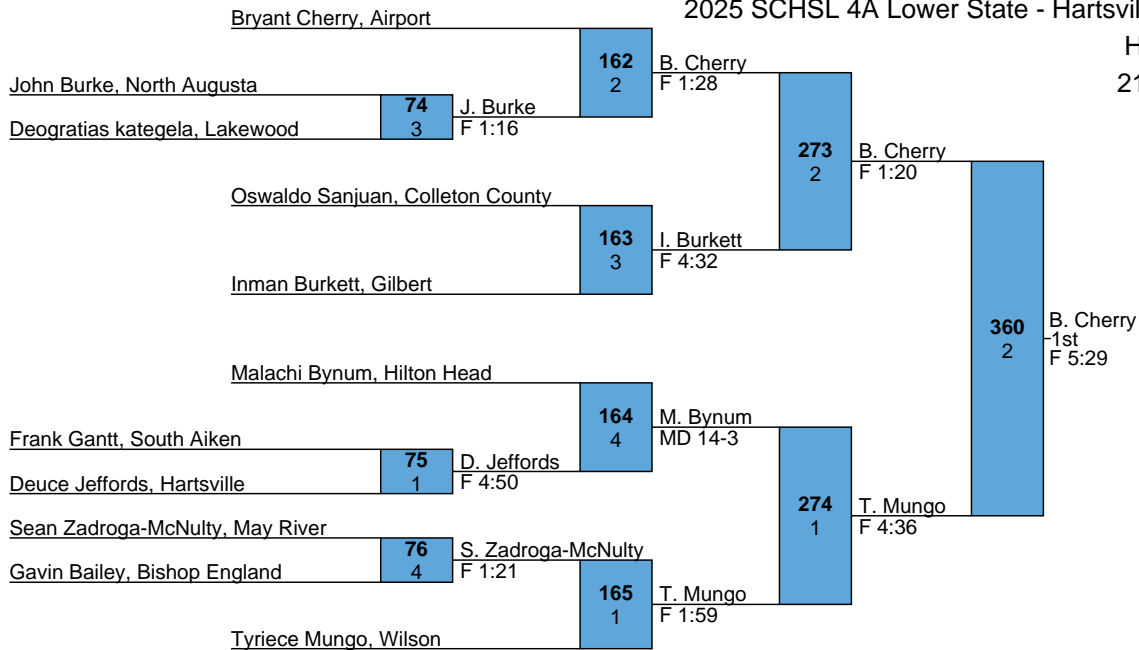 2025 SCHSL 4A Lower State - Hartsvil
H
21
Bryant Cherry, Airport
162
2
B. Cherry
F 1:28
John Burke, North Augusta
74
3
J. Burke
F 1:16
Deogratias kategela, Lakewood
273
2
B. Cherry
F 1:20
Oswaldo Sanjuan, Colleton County
163
3
I. Burkett
F 4:32
Inman Burkett, Gilbert
360
2
B. Cherry
1st
F 5:29
Malachi Bynum, Hilton Head
164
4
M. Bynum
MD 14-3
Frank Gantt, South Aiken
75
1
D. Jeffords
F 4:50
Deuce Jeffords, Hartsville
274
1
T. Mungo
F 4:36
Sean Zadroga-McNulty, May River
76
4
S. Zadroga-McNulty
F 1:21
Gavin Bailey, Bishop England
165
1
T. Mungo
F 1:59
Tyriece Mungo, Wilson